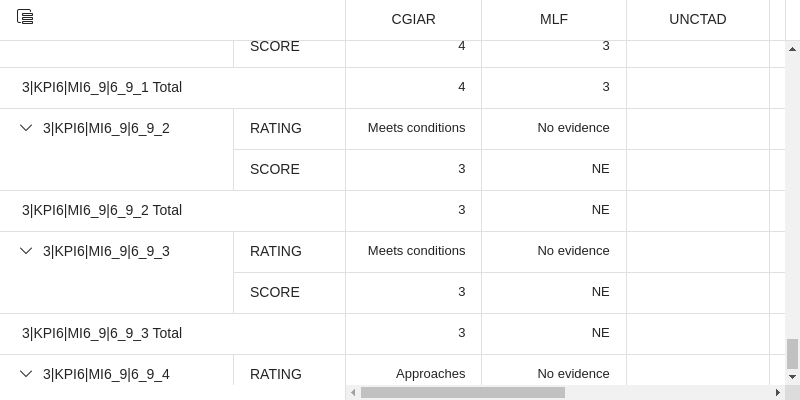 CGIAR MLF UNCTAD
SCORE 4 3
3|KPI6|MI6_9|6_9_1 Total 4 3
3|KPI6|MI6_9|6_9_2 RATING Meets conditions No evidence
SCORE 3 NE
3|KPI6|MI6_9|6_9_2 Total 3 NE
3|KPI6|MI6_9|6_9_3 RATING Meets conditions No evidence
SCORE 3 NE
3|KPI6|MI6_9|6_9_3 Total 3 NE
3|KPI6|MI6_9|6_9_4 RATING Approaches No evidence